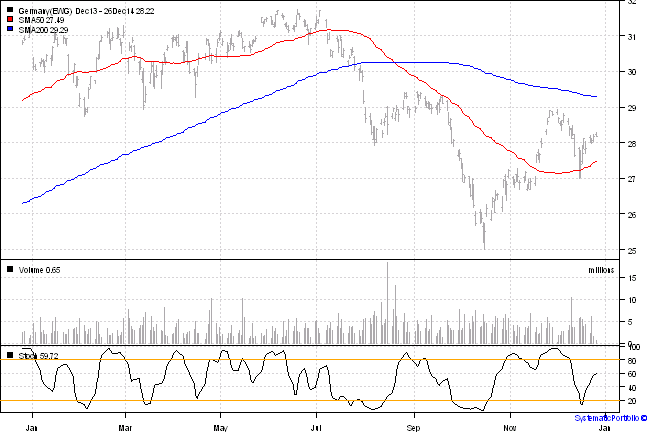 Germany(EWG) Dec13 - 26Dec14 28.22
SMA50 27.49
SMA200 29.29
32
31
30
29
28
27
26
25
Volume 0.65
millions
15
10
5
0
Stoch 59.72
100
80
60
40
20
Jan Mar May Jul Sep Nov Jan
SystematicPortfolio ©